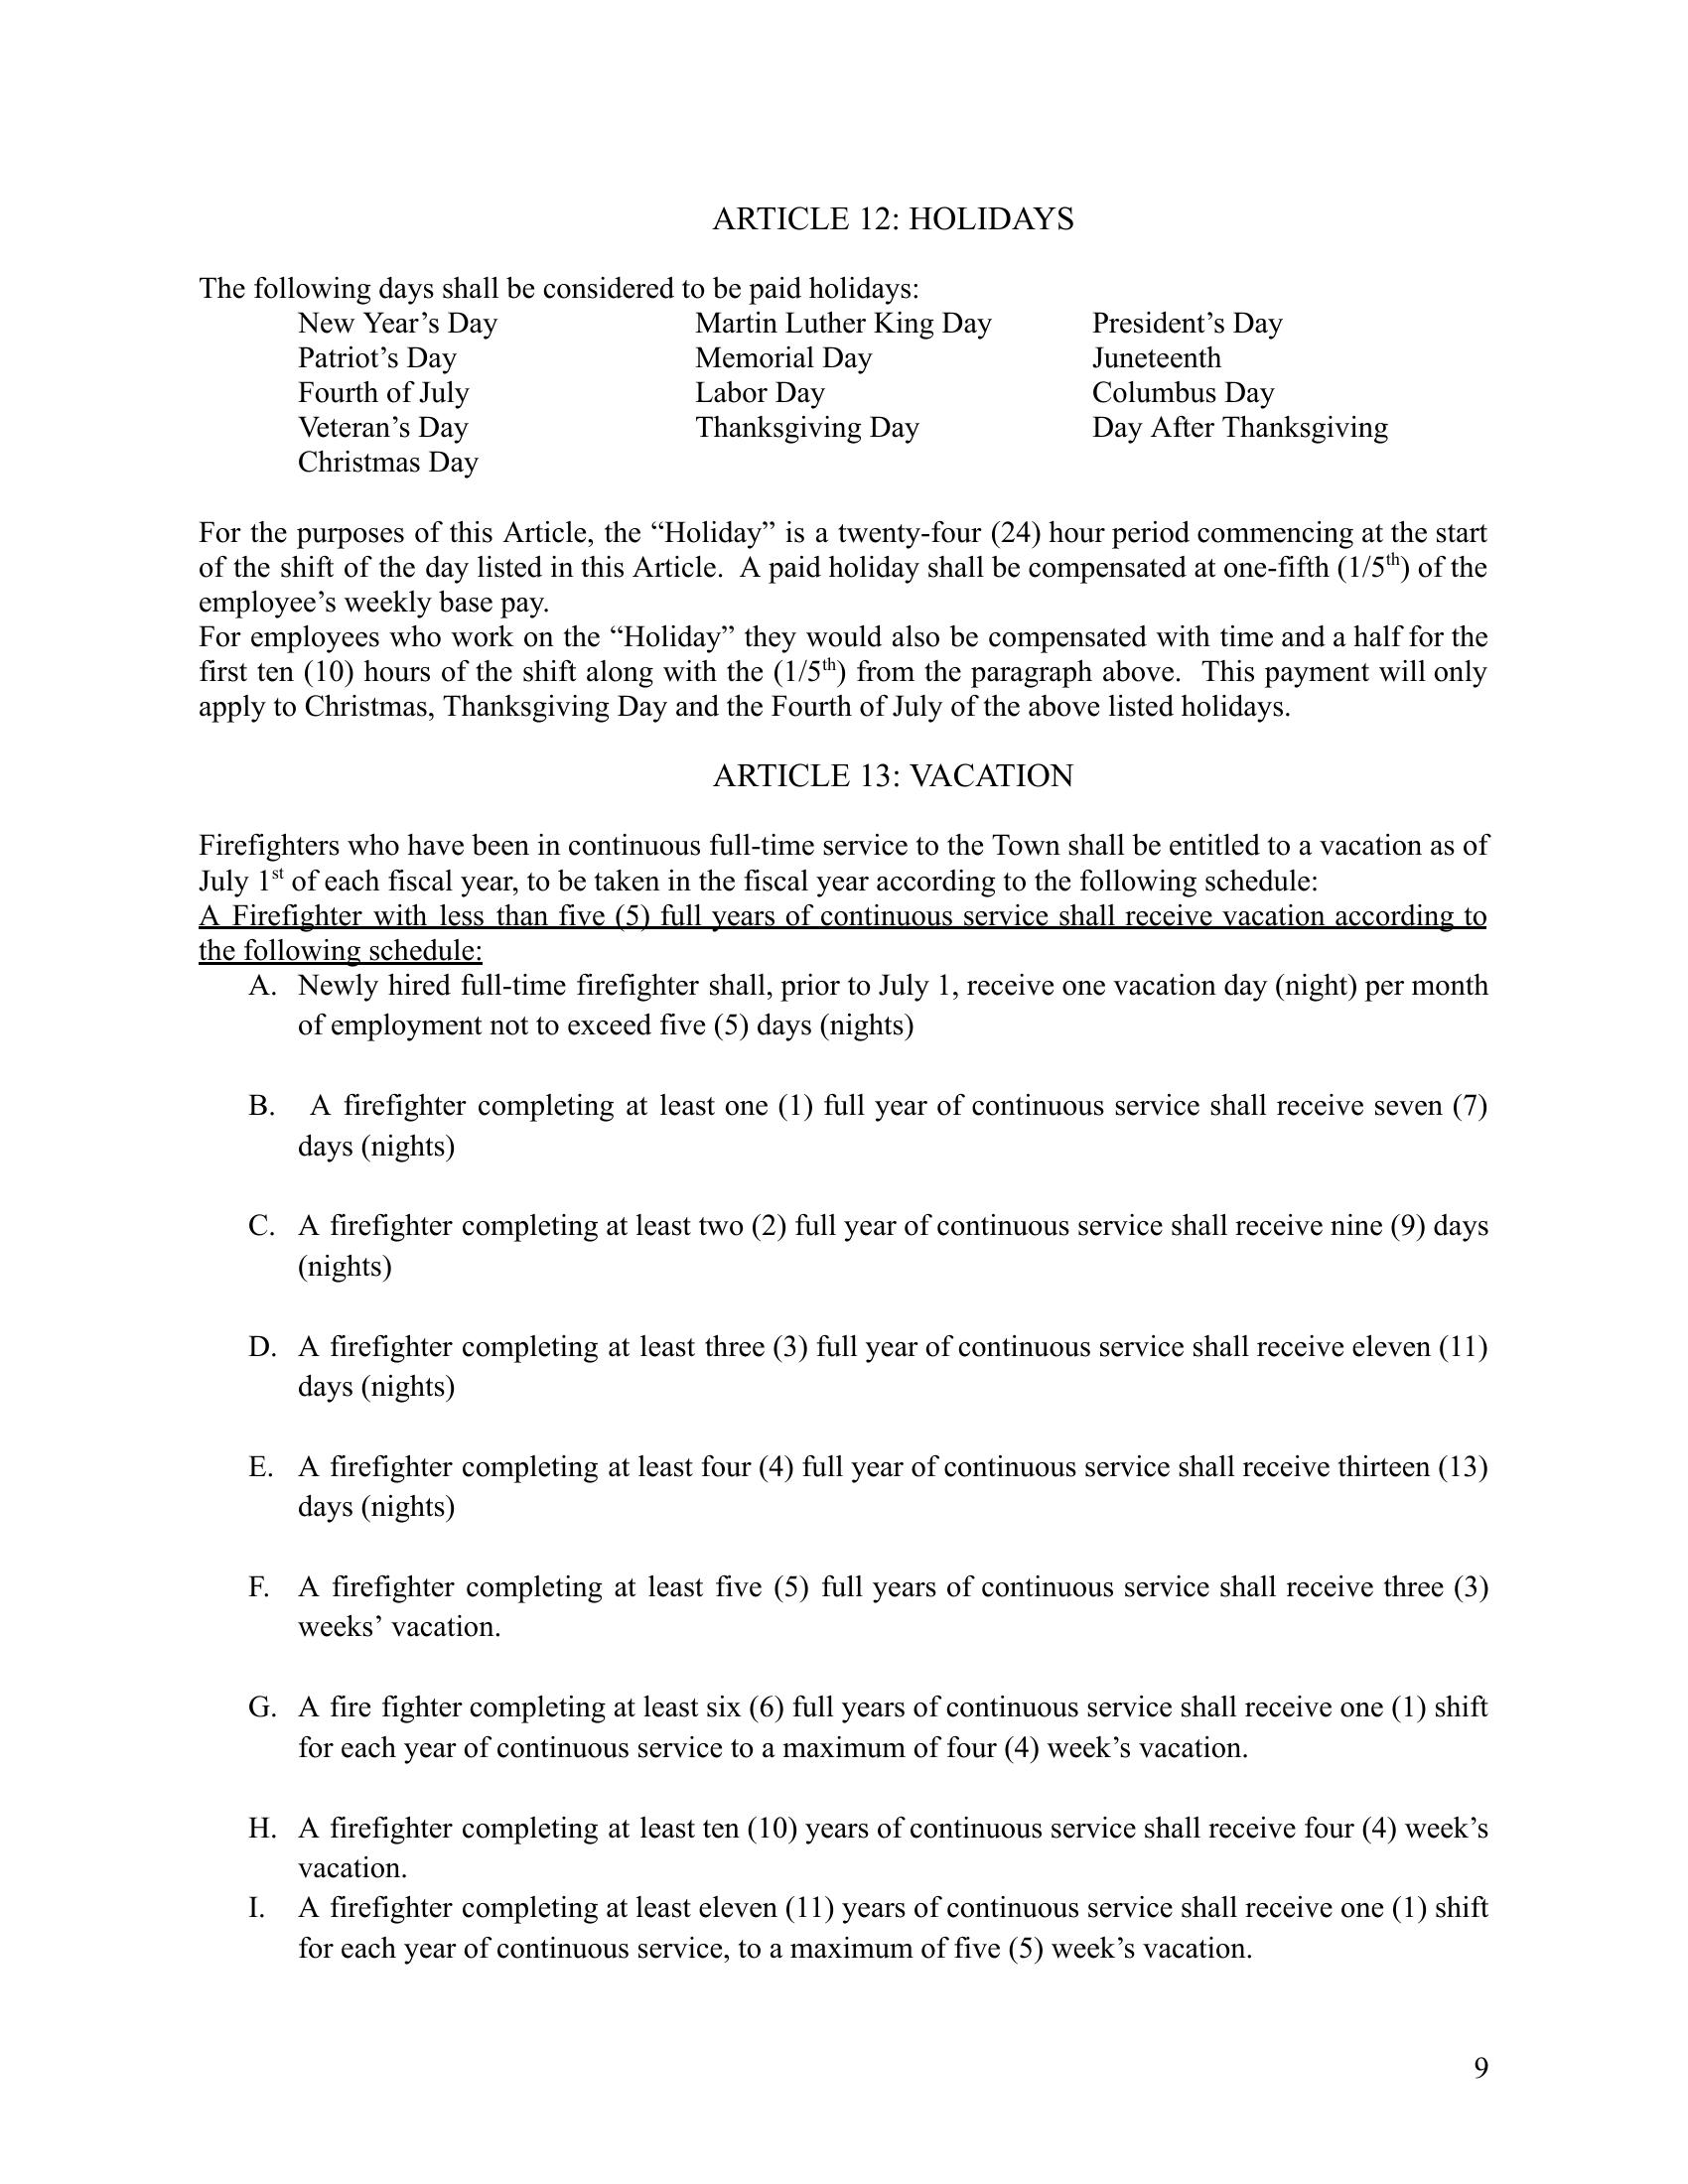 ARTICLE 12: HOLIDAYS
The following days shall be considered to be paid holidays:
New Year’s Day Martin Luther King Day President’s Day
Patriot’s Day Memorial Day Juneteenth
Fourth of July Labor Day Columbus Day
Veteran’s Day Thanksgiving Day Day After Thanksgiving
Christmas Day
For the purposes of this Article, the “Holiday” is a twenty-four (24) hour period commencing at the start
of the shift of the day listed in this Article. A paid holiday shall be compensated at one-fifth (1/5th) of the
employee’s weekly base pay.
For employees who work on the “Holiday” they would also be compensated with time and a half for the
first ten (10) hours of the shift along with the (1/5th) from the paragraph above. This payment will only
apply to Christmas, Thanksgiving Day and the Fourth of July of the above listed holidays.
ARTICLE 13: VACATION
Firefighters who have been in continuous full-time service to the Town shall be entitled to a vacation as of
July 1st of each fiscal year, to be taken in the fiscal year according to the following schedule:
A Firefighter with less than five (5) full years of continuous service shall receive vacation according to
the following schedule:
A. Newly hired full-time firefighter shall, prior to July 1, receive one vacation day (night) per month
of employment not to exceed five (5) days (nights)
B. A firefighter completing at least one (1) full year of continuous service shall receive seven (7)
days (nights)
C. A firefighter completing at least two (2) full year of continuous service shall receive nine (9) days
(nights)
D. A firefighter completing at least three (3) full year of continuous service shall receive eleven (11)
days (nights)
E. A firefighter completing at least four (4) full year of continuous service shall receive thirteen (13)
days (nights)
F. A firefighter completing at least five (5) full years of continuous service shall receive three (3)
weeks’ vacation.
G. A fire fighter completing at least six (6) full years of continuous service shall receive one (1) shift
for each year of continuous service to a maximum of four (4) week’s vacation.
H. A firefighter completing at least ten (10) years of continuous service shall receive four (4) week’s
vacation.
I. A firefighter completing at least eleven (11) years of continuous service shall receive one (1) shift
for each year of continuous service, to a maximum of five (5) week’s vacation.
9